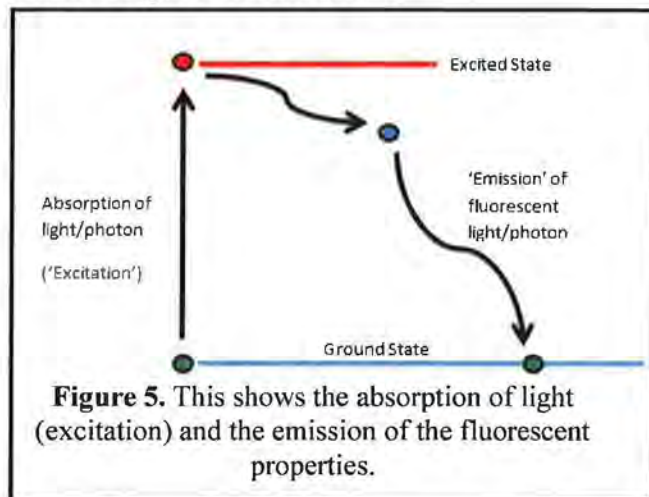 Excited State
Absorption of
light/photon
('Excitation')
'Emission' of
fluorescent
light/photon
Ground State
Figure 5. This shows the absorption of light
(excitation) and the emission of the fluorescent
properties.